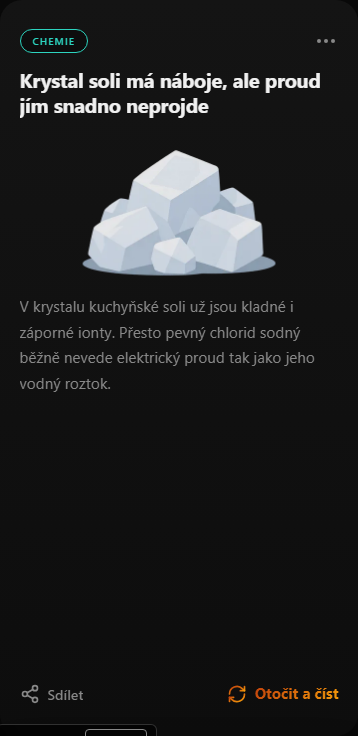 CHEMIE
Krystal soli má náboje, ale proud
jím snadno neprojde
V krystalu kuchyňské soli už jsou kladné i
záporné ionty. Přesto pevný chlorid sodný
běžně nevede elektrický proud tak jako jeho
vodný roztok.
Sdílet
Otočit a číst